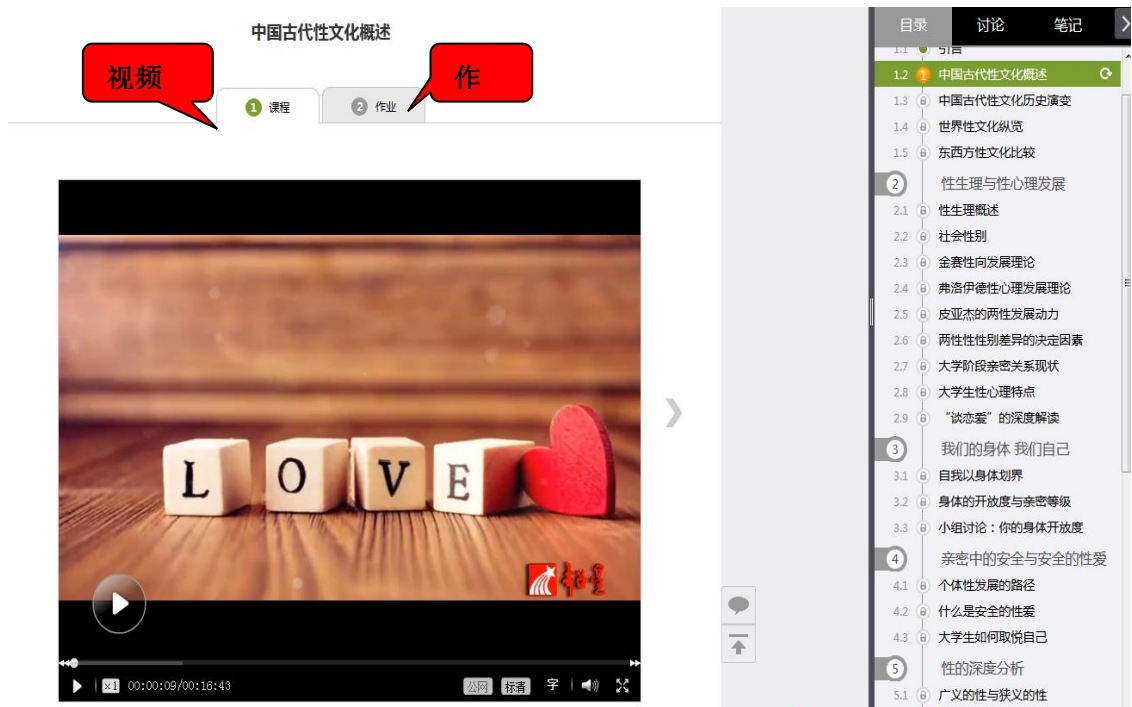 中国古代性文化概述
视频
作
1 课程
2 作业
L O V E
超星
00:00:09/00:16:43
×1
公网 标清 字
目录 讨论 笔记
1.1 引言
1.2 1 中国古代性文化概述
1.3 中国古代性文化历史演变
1.4 世界性文化纵览
1.5 东西方性文化比较
2 性生理与性心理发展
2.1 性生理概述
2.2 社会性别
2.3 金赛性向发展理论
2.4 弗洛伊德性心理发展理论
2.5 皮亚杰的两性发展动力
2.6 两性性性别差异的决定因素
2.7 大学阶段亲密关系现状
2.8 大学生性心理特点
2.9 “谈恋爱”的深度解读
3 我们的身体 我们自己
3.1 自我以身体划界
3.2 身体的开放度与亲密等级
3.3 小组讨论：你的身体开放度
4 亲密中的安全与安全的性爱
4.1 个体性发展的路径
4.2 什么是安全的性爱
4.3 大学生如何取悦自己
5 性的深度分析
5.1 广义的性与狭义的性